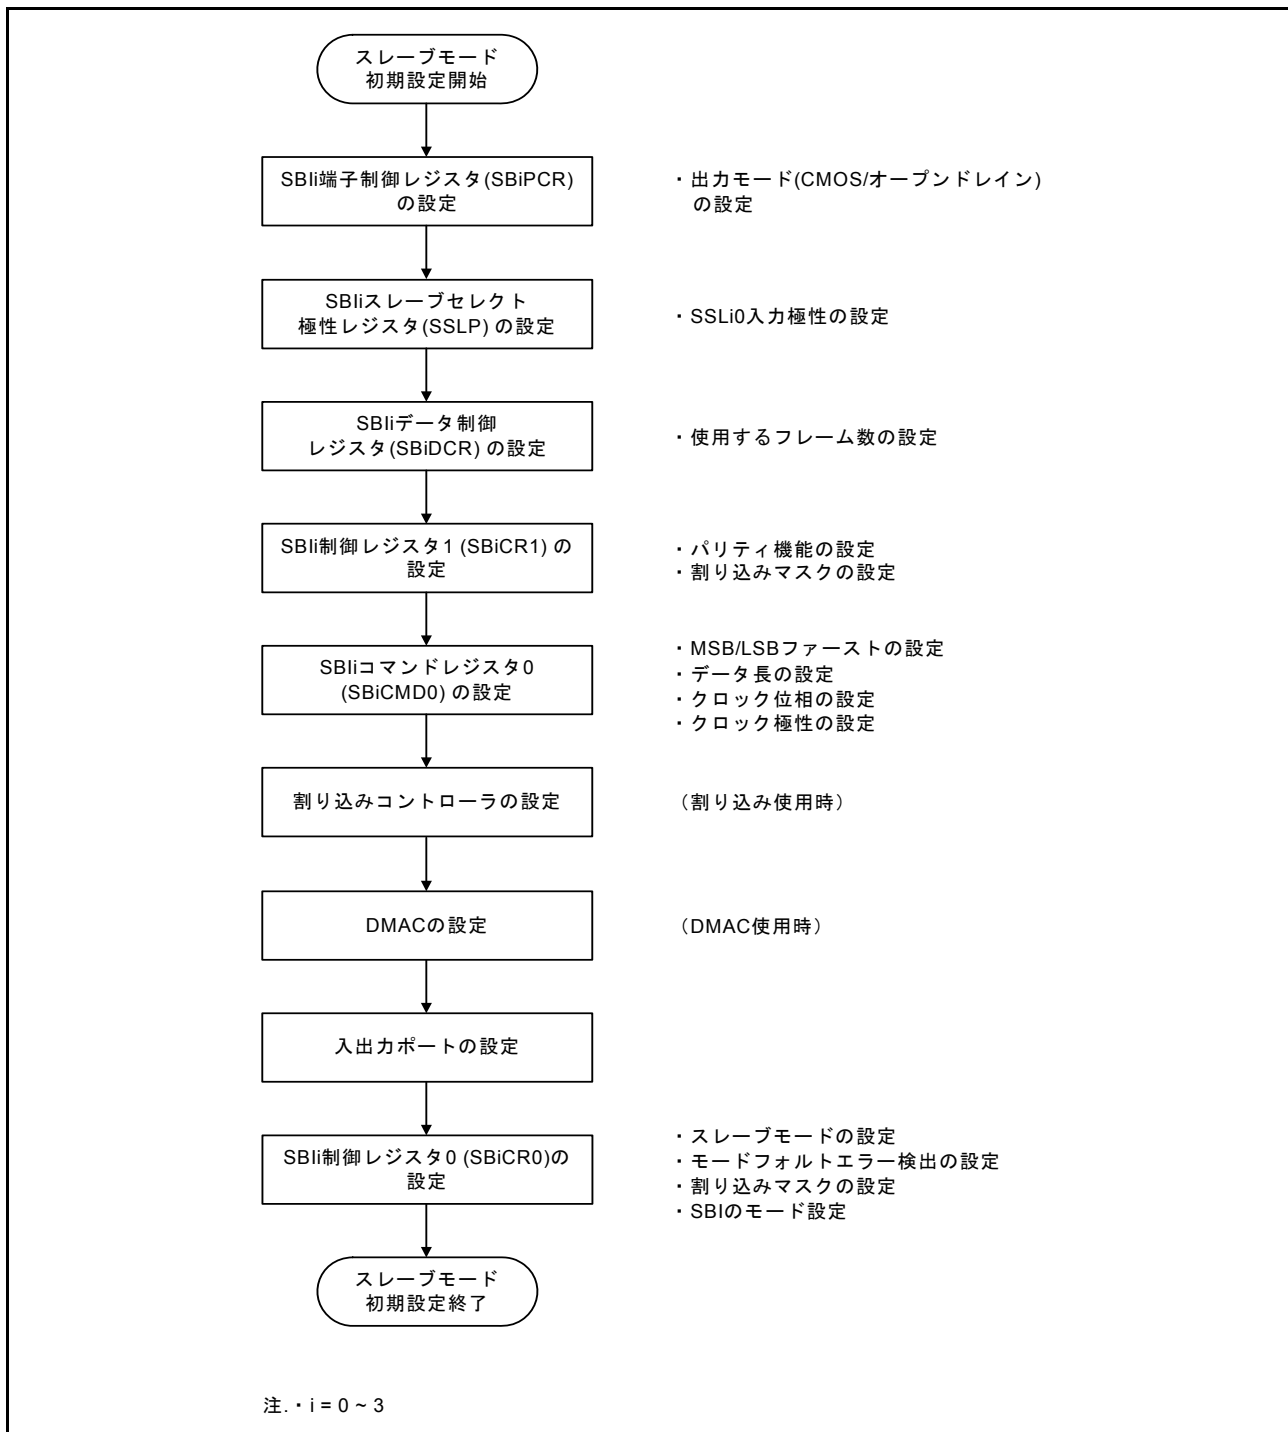 スレーブモード
初期設定開始
SBIi端子制御レジスタ(SBiPCR)
の設定
・出力モード(CMOS/オープンドレイン)
の設定
SBIiスレーブセレクト
極性レジスタ(SSLP) の設定
・SSLi0入力極性の設定
SBIiデータ制御
レジスタ(SBiDCR) の設定
・使用するフレーム数の設定
SBIi制御レジスタ1 (SBiCR1) の
設定
・パリティ機能の設定
・割り込みマスクの設定
SBIiコマンドレジスタ0
(SBiCMD0) の設定
・MSB/LSBファーストの設定
・データ長の設定
・クロック位相の設定
・クロック極性の設定
割り込みコントローラの設定
（割り込み使用時）
DMACの設定
（DMAC使用時）
入出力ポートの設定
SBIi制御レジスタ0 (SBiCR0)の
設定
・スレーブモードの設定
・モードフォルトエラー検出の設定
・割り込みマスクの設定
・SBIのモード設定
スレーブモード
初期設定終了
注.・i = 0 ~ 3